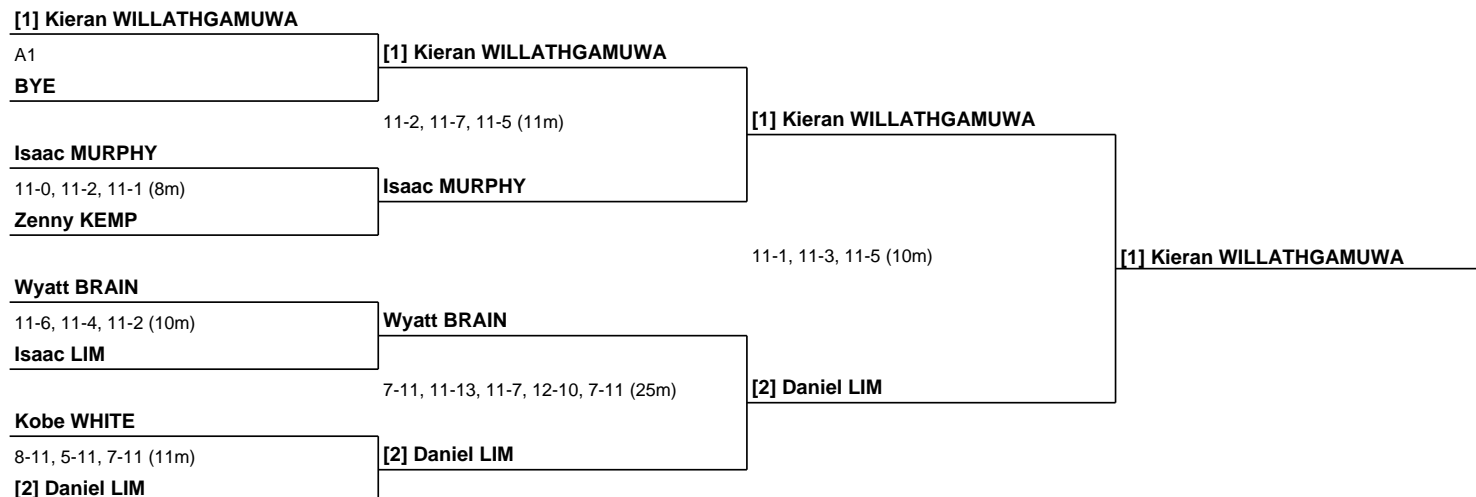 [1] Kieran WILLATHGAMUWA
A1
BYE
[1] Kieran WILLATHGAMUWA
11-2, 11-7, 11-5 (11m)
Isaac MURPHY
11-0, 11-2, 11-1 (8m)
Zenny KEMP
Isaac MURPHY
[1] Kieran WILLATHGAMUWA
11-1, 11-3, 11-5 (10m)
[1] Kieran WILLATHGAMUWA
Wyatt BRAIN
11-6, 11-4, 11-2 (10m)
Isaac LIM
Wyatt BRAIN
7-11, 11-13, 11-7, 12-10, 7-11 (25m)
[2] Daniel LIM
Kobe WHITE
8-11, 5-11, 7-11 (11m)
[2] Daniel LIM
[2] Daniel LIM